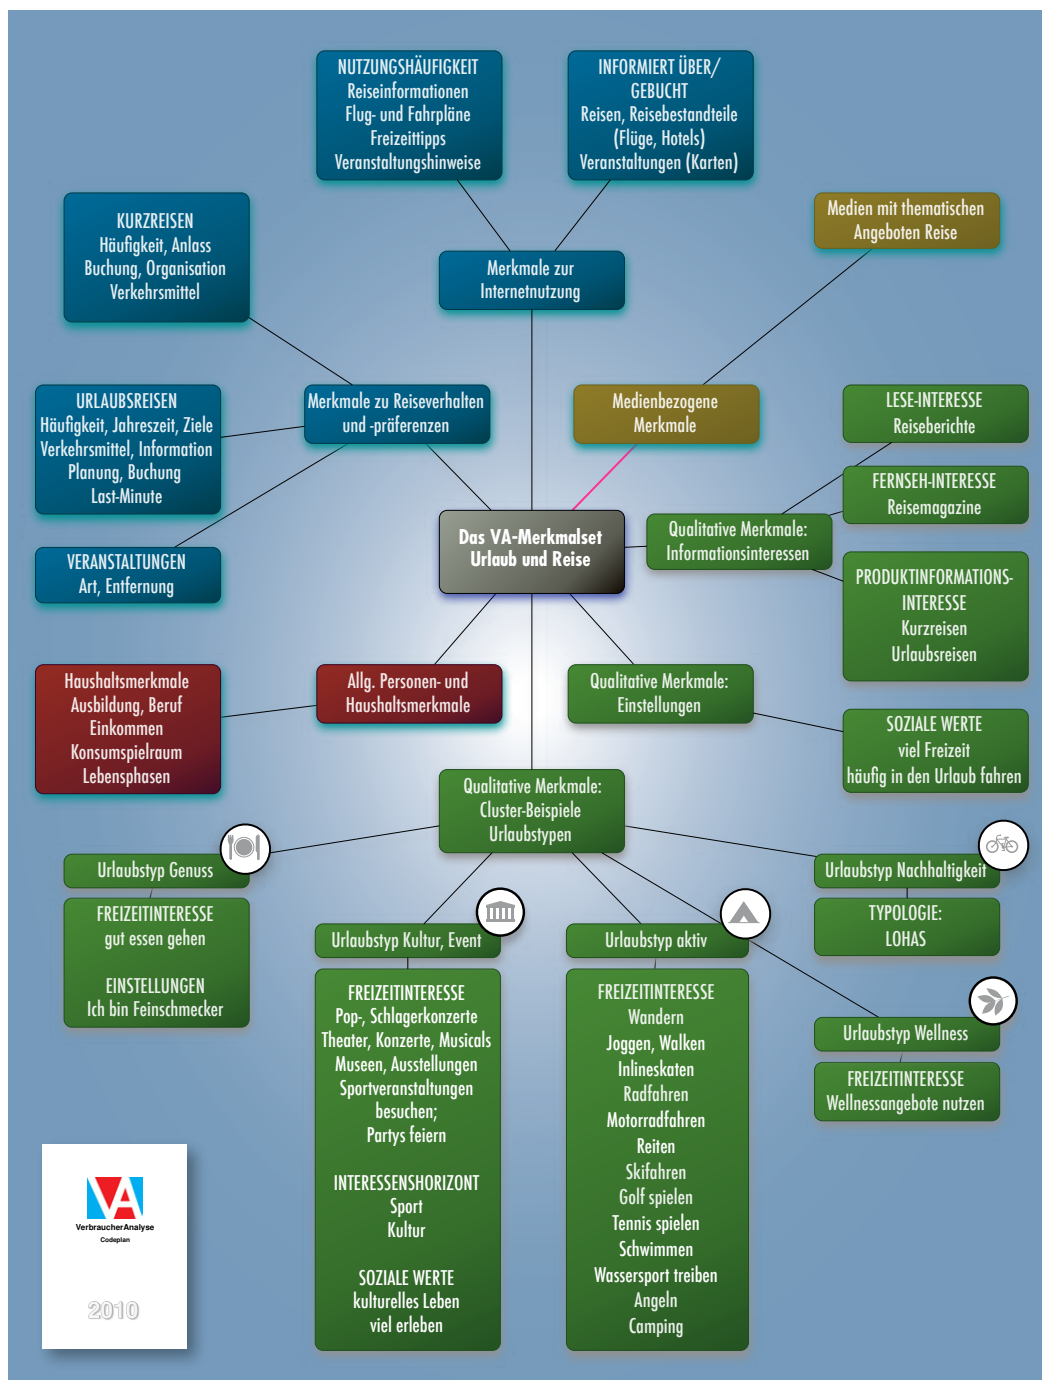 NUTZUNGSHÄUFIGKEIT
Reiseinformationen
Flug- und Fahrpläne
Freizeittipps
Veranstaltungshinweise
INFORMIERT ÜBER/
GEBUCHT
Reisen, Reisebestandteile
(Flüge, Hotels)
Veranstaltungen (Karten)
KURZREISEN
Häufigkeit, Anlass
Buchung, Organisation
Verkehrsmittel
Medien mit thematischen
Angeboten Reise
Merkmale zur
Internetnutzung
URLAUBSREISEN
Häufigkeit, Jahreszeit, Ziele
Verkehrsmittel, Information
Planung, Buchung
Last-Minute
Merkmale zu Reiseverhalten
und -präferenzen
Medienbezogene
Merkmale
LESE-INTERESSE
Reiseberichte
FERNSEH-INTERESSE
Reisemagazine
Das VA-Merkmalset
Urlaub und Reise
Qualitative Merkmale:
Informationsinteressen
VERANSTALTUNGEN
Art, Entfernung
PRODUKTINFORMATIONS-
INTERESSE
Kurzreisen
Urlaubsreisen
Haushaltsmerkmale
Ausbildung, Beruf
Einkommen
Konsumspielraum
Lebensphasen
Allg. Personen- und
Haushaltsmerkmale
Qualitative Merkmale:
Einstellungen
SOZIALE WERTE
viel Freizeit
häufig in den Urlaub fahren
Qualitative Merkmale:
Cluster-Beispiele
Urlaubstypen
Urlaubstyp Genuss
FREIZEITINTERESSE
gut essen gehen
EINSTELLUNGEN
Ich bin Feinschmecker
Urlaubstyp Kultur, Event
FREIZEITINTERESSE
Pop-, Schlagerkonzerte
Theater, Konzerte, Musicals
Museen, Ausstellungen
Sportveranstaltungen
besuchen;
Partys feiern
INTERESSENSHORIZONT
Sport
Kultur
SOZIALE WERTE
kulturelles Leben
viel erleben
Urlaubstyp aktiv
FREIZEITINTERESSE
Wandern
Joggen, Walken
Inlineskaten
Radfahren
Motorradfahren
Reiten
Skifahren
Golf spielen
Tennis spielen
Schwimmen
Wassersport treiben
Angeln
Camping
Urlaubstyp Nachhaltigkeit
TYPOLOGIE:
LOHAS
Urlaubstyp Wellness
FREIZEITINTERESSE
Wellnessangebote nutzen
VA
VerbraucherAnalyse
Codeplan
2010